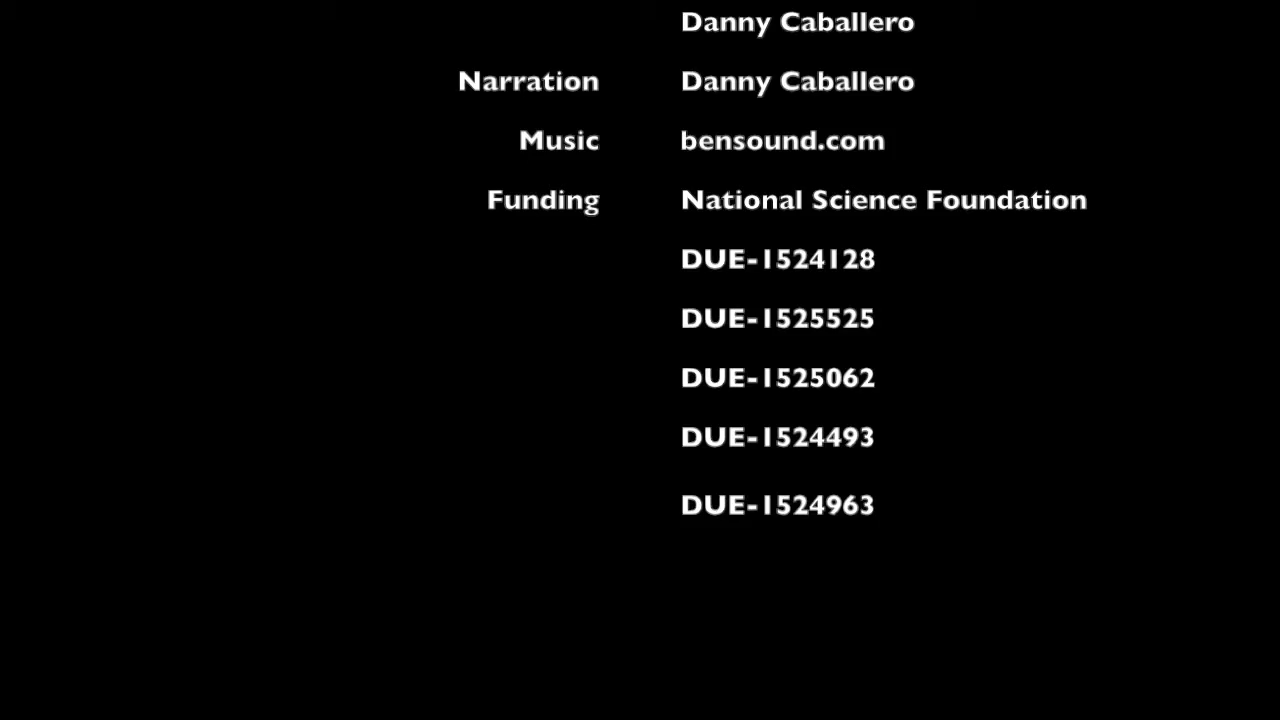 Danny Caballero
Narration Danny Caballero
Music bensound.com
Funding National Science Foundation
DUE-1524128
DUE-1525525
DUE-1525062
DUE-1524493
DUE-1524963